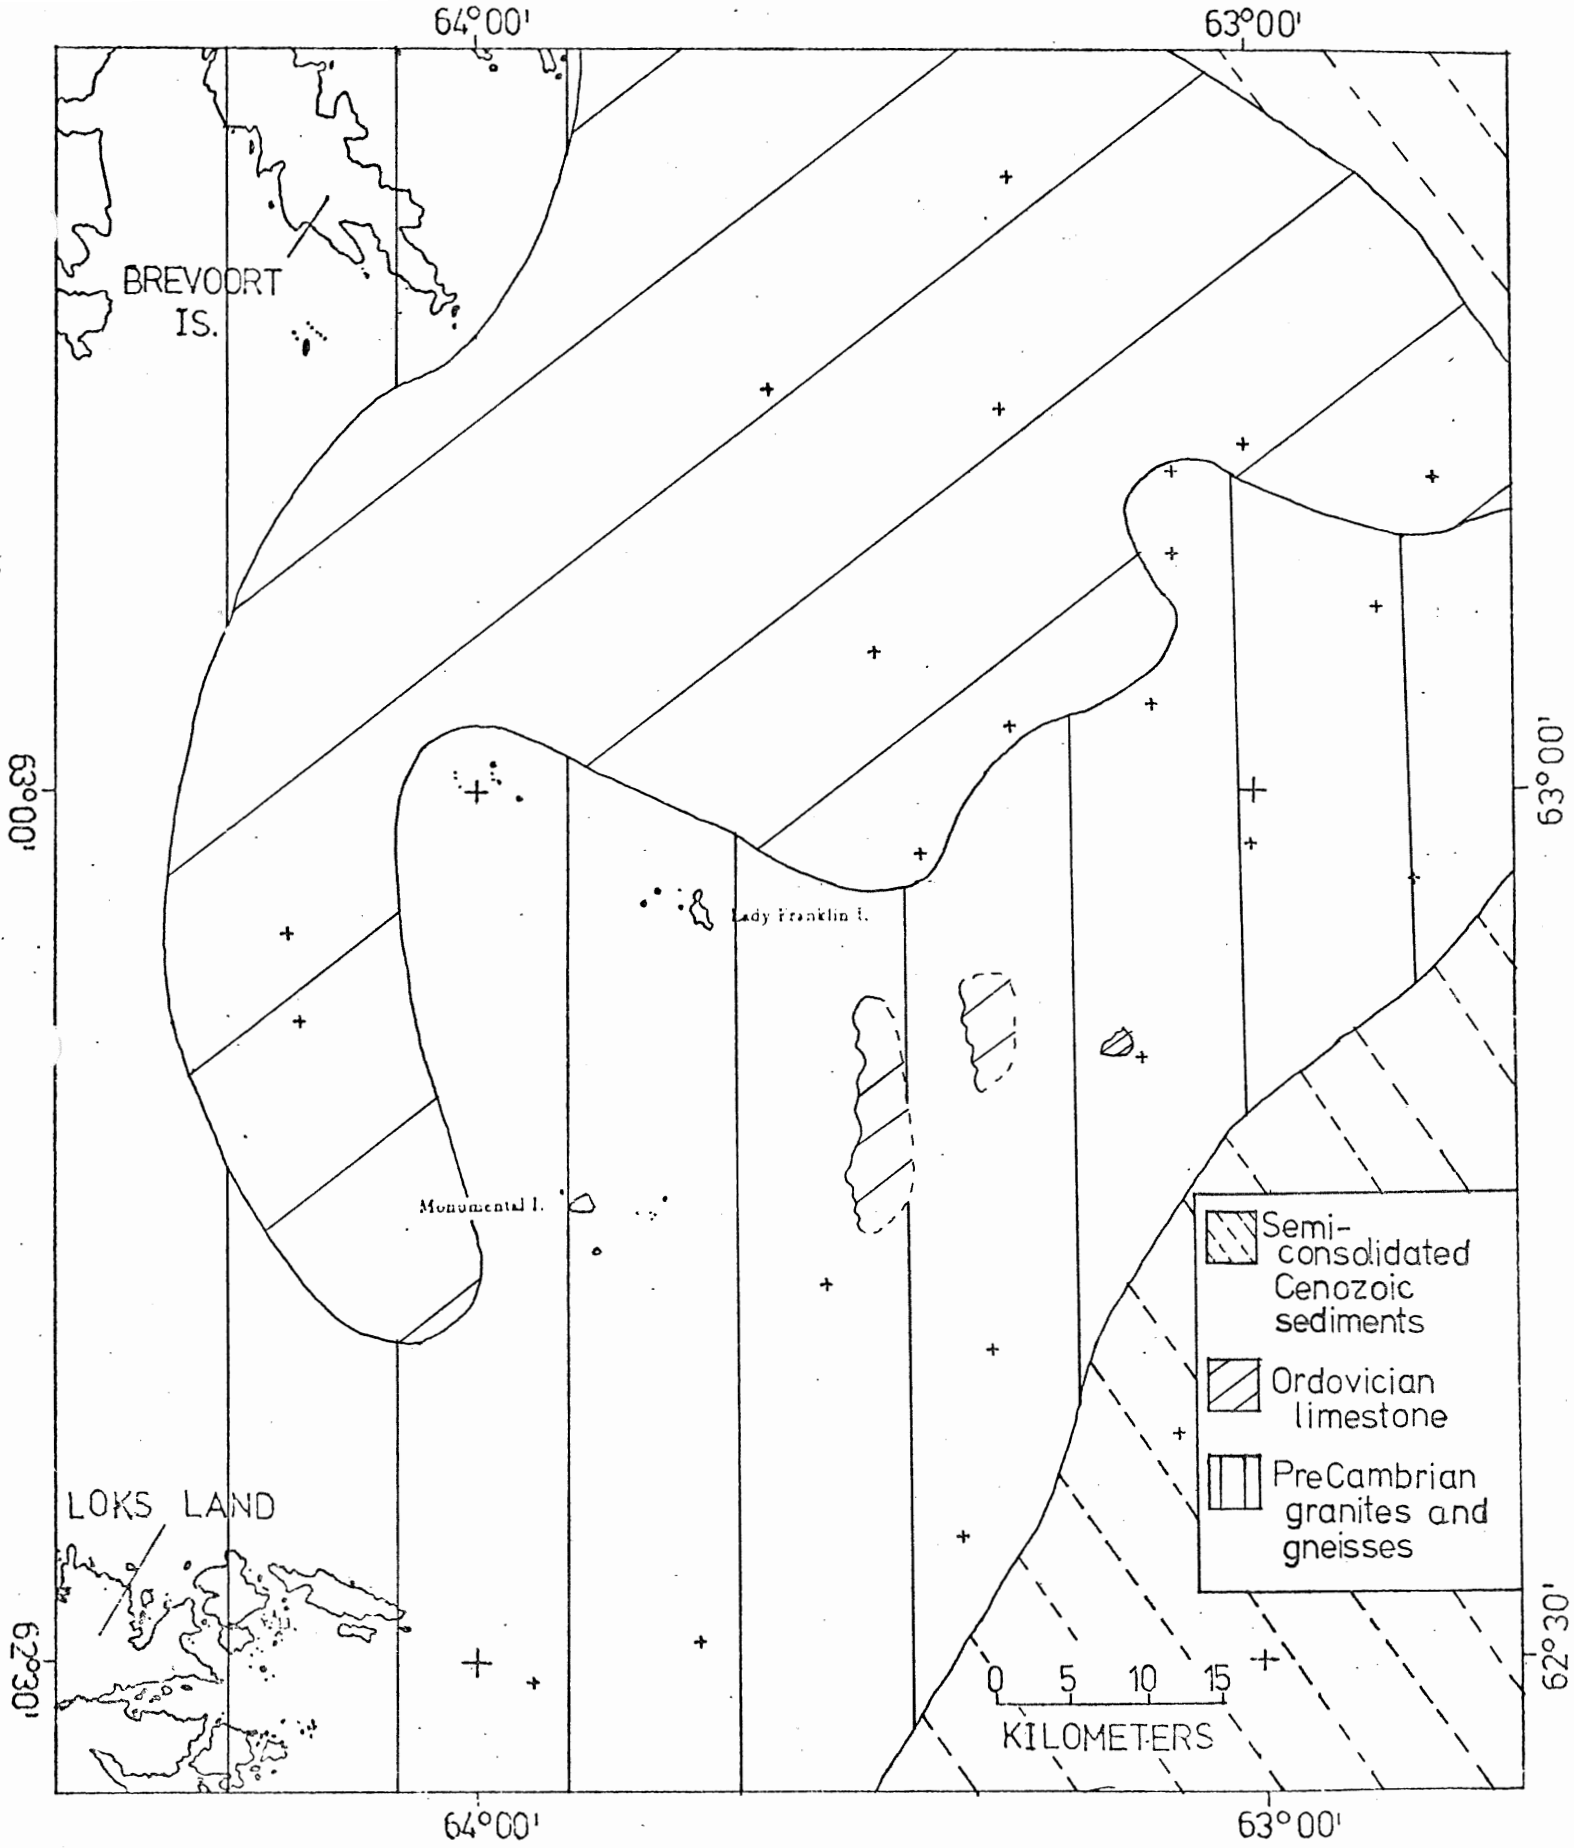 64°00'
63°00'
BREVOORT
IS.
63°00'
63°00'
Lady Franklin I.
Monumental I.
Semi-
consolidated
Cenozoic
sediments
Ordovician
limestone
PreCambrian
granites and
gneisses
LOKS LAND
62°30'
62°30'
0 5 10 15
KILOMETERS
64°00'
63°00'